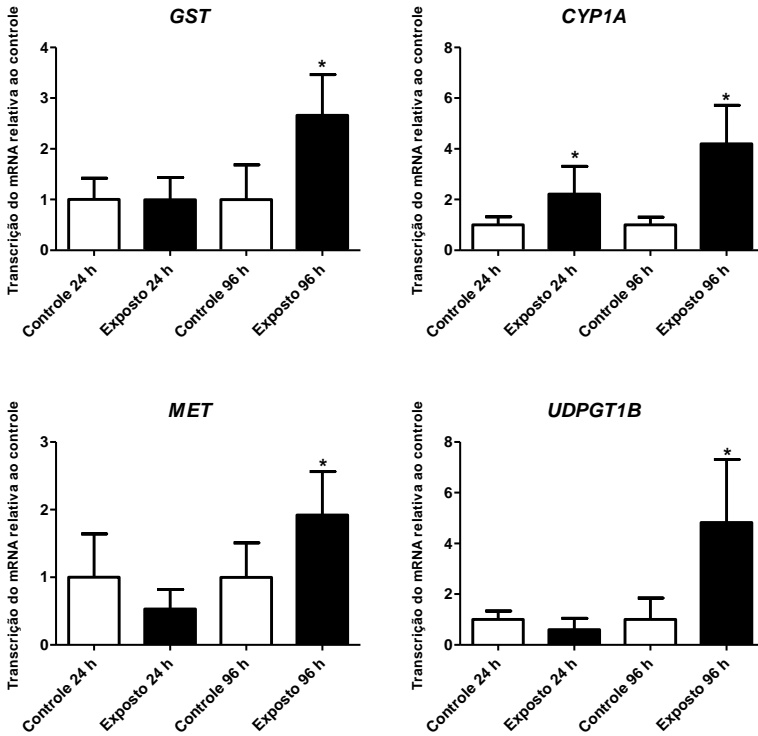 GST
Transcrição do mRNA relativa ao controle
4
3
2
1
0
*
Controle 24 h
Exposto 24 h
Controle 96 h
Exposto 96 h
CYP1A
Transcrição do mRNA relativa ao controle
8
6
4
2
0
*
*
Controle 24 h
Exposto 24 h
Controle 96 h
Exposto 96 h
MET
Transcrição do mRNA relativa ao controle
3
2
1
0
*
Controle 24 h
Exposto 24 h
Controle 96 h
Exposto 96 h
UDPGT1B
Transcrição do mRNA relativa ao controle
8
6
4
2
0
*
Controle 24 h
Exposto 24 h
Controle 96 h
Exposto 96 h